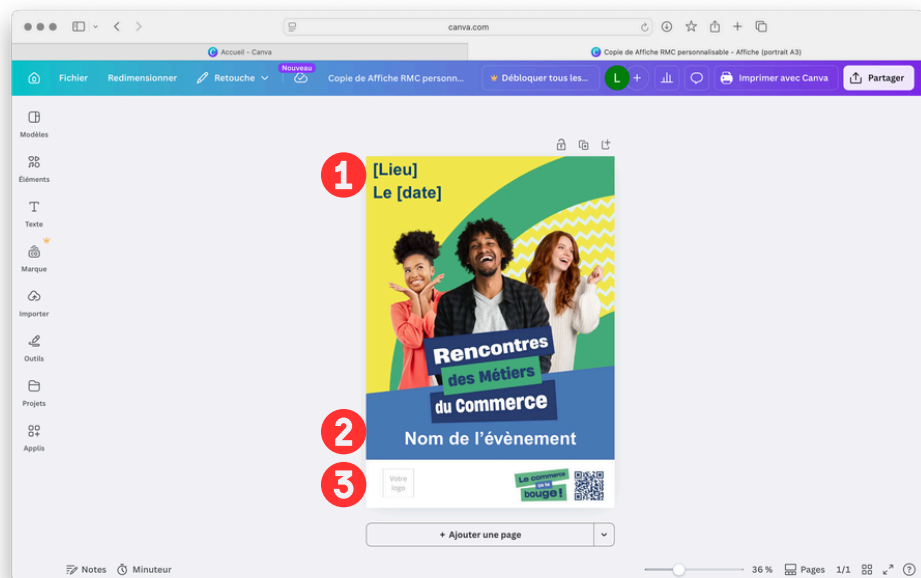 canva.com
Accueil - Canva
Copie de Affiche RMC personnalisable - Affiche (portrait A3)
Fichier
Redimensionner
Retouche
Nouveau
Copie de Affiche RMC personn...
Débloquer tous les...
L
+
Imprimer avec Canva
Partager
Modèles
Éléments
Texte
Marque
Importer
Outils
Projets
Applis
1
[Lieu]
Le [date]
Rencontres
des Métiers
du Commerce
2
Nom de l'évènement
3
Votre
logo
Le commerce
ça te
bouge !
+ Ajouter une page
Notes
Minuteur
36 %
Pages
1/1